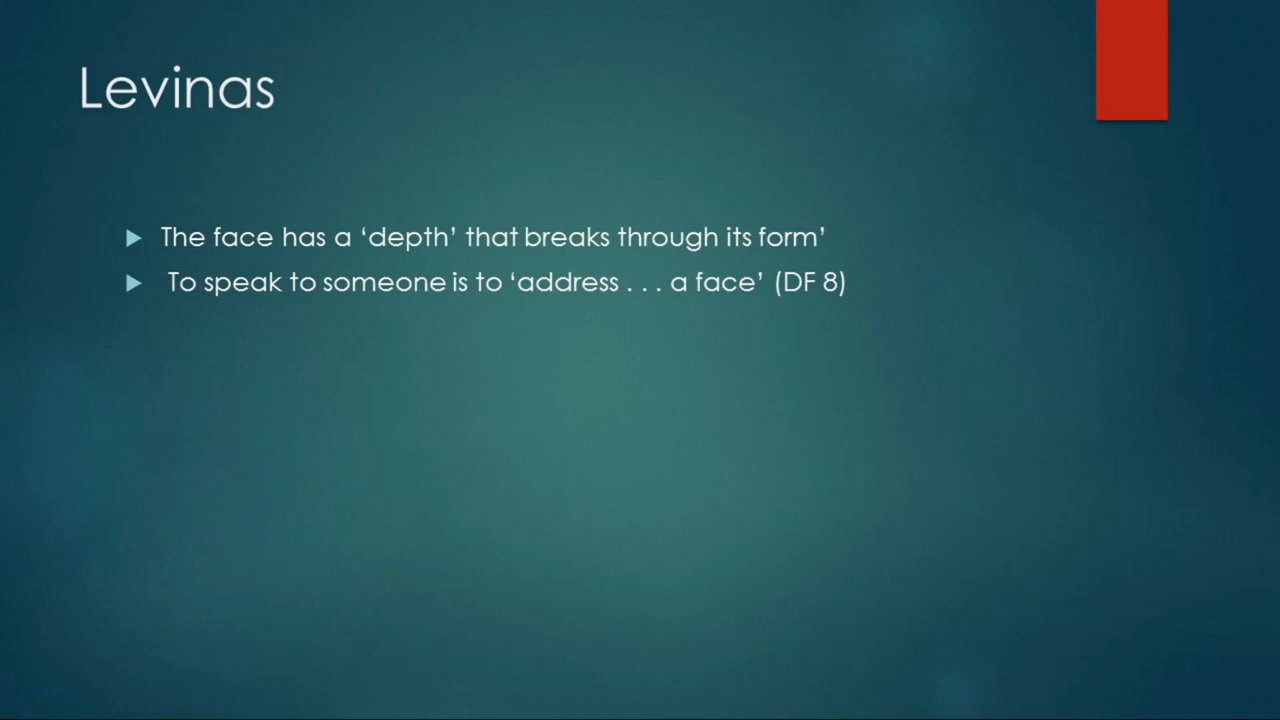 Levinas
The face has a ‘depth’ that breaks through its form’
To speak to someone is to ‘address . . . a face’ (DF 8)